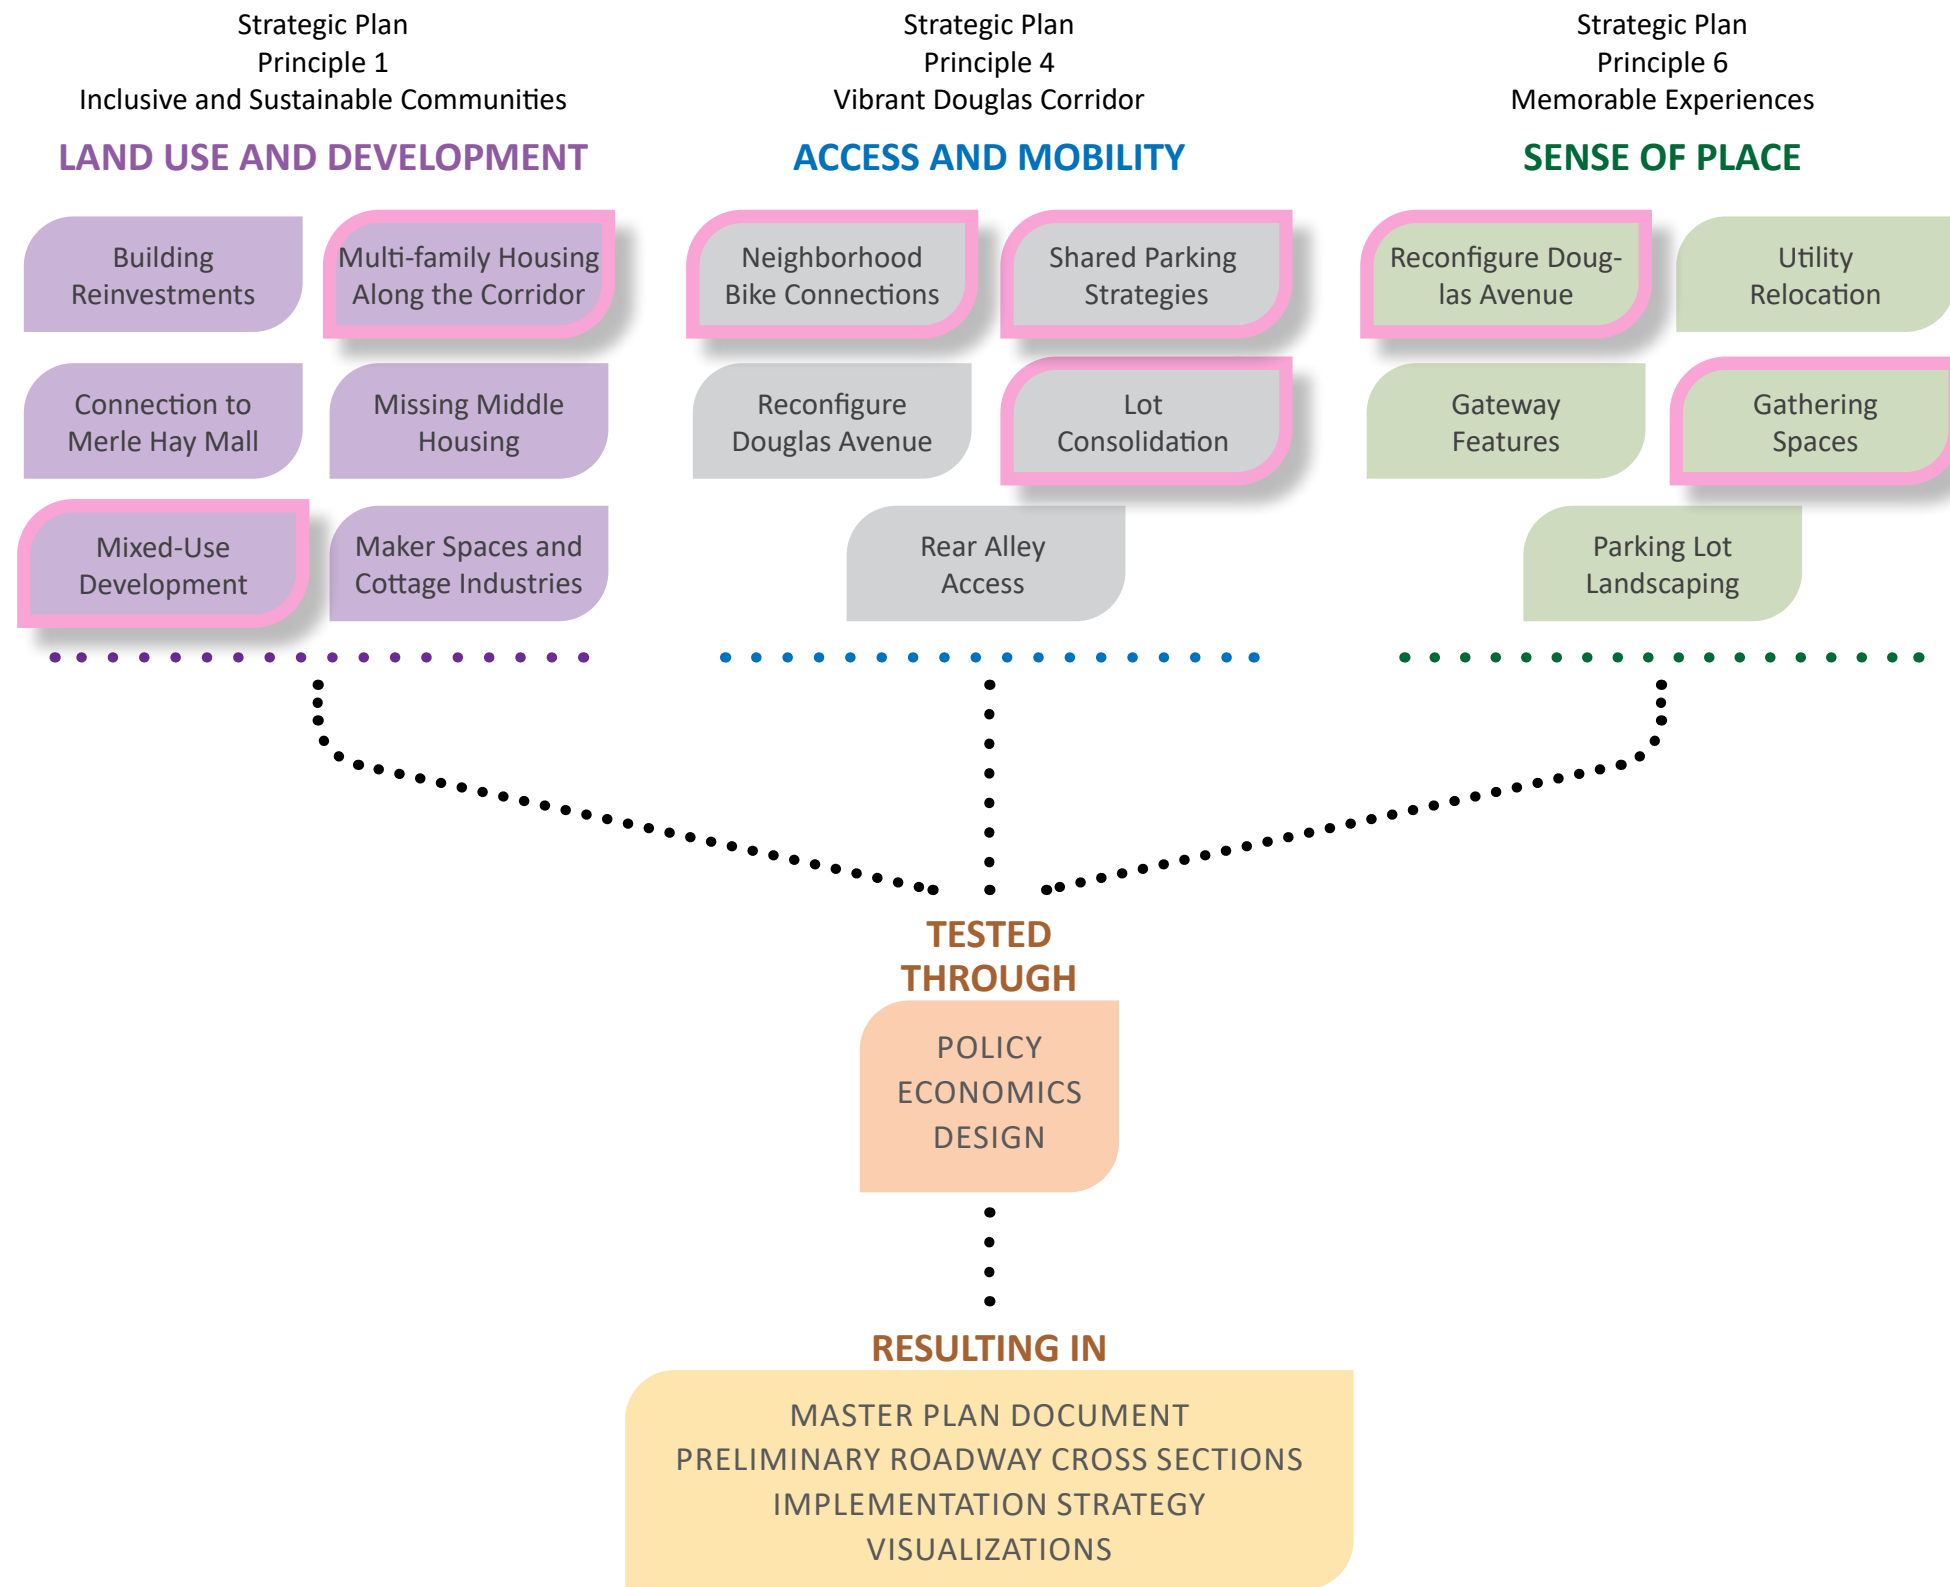 Strategic Plan
Principle 1
Inclusive and Sustainable Communities
LAND USE AND DEVELOPMENT
Building
Reinvestments
Multi-family Housing
Along the Corridor
Connection to
Merle Hay Mall
Missing Middle
Housing
Mixed-Use
Development
Maker Spaces and
Cottage Industries
Strategic Plan
Principle 4
Vibrant Douglas Corridor
ACCESS AND MOBILITY
Neighborhood
Bike Connections
Shared Parking
Strategies
Reconfigure
Douglas Avenue
Lot
Consolidation
Rear Alley
Access
Strategic Plan
Principle 6
Memorable Experiences
SENSE OF PLACE
Reconfigure Doug-
las Avenue
Utility
Relocation
Gateway
Features
Gathering
Spaces
Parking Lot
Landscaping
TESTED
THROUGH
POLICY
ECONOMICS
DESIGN
RESULTING IN
MASTER PLAN DOCUMENT
PRELIMINARY ROADWAY CROSS SECTIONS
IMPLEMENTATION STRATEGY
VISUALIZATIONS